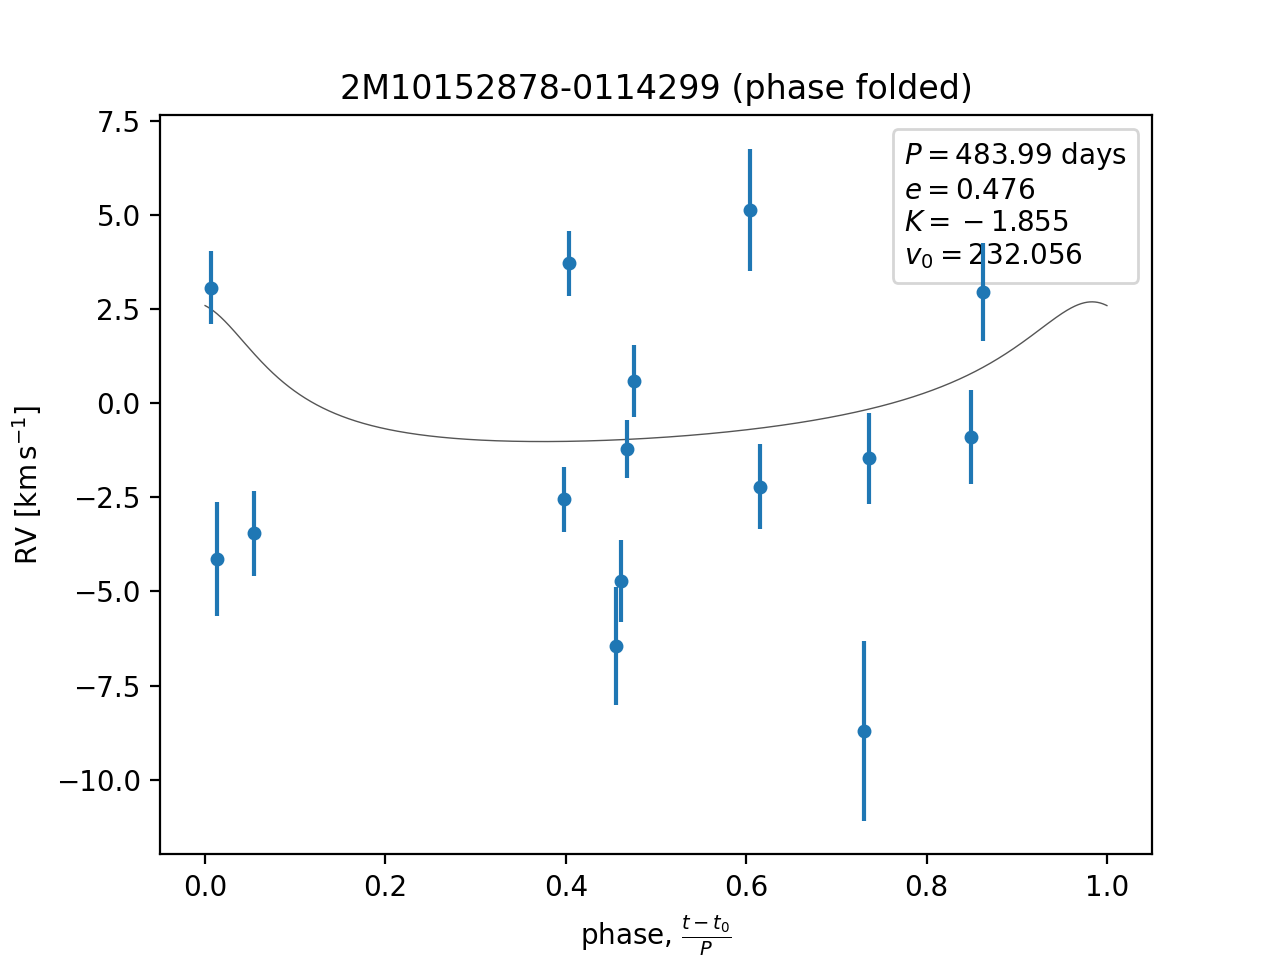 2M10152878-0114299 (phase folded)
P = 483.99 days
e = 0.476
K = −1.855
v₀ = 232.056
7.5
5.0
2.5
0.0
−2.5
−5.0
−7.5
−10.0
RV [km s⁻¹]
0.0 0.2 0.4 0.6 0.8 1.0
phase, (t − t₀)/P